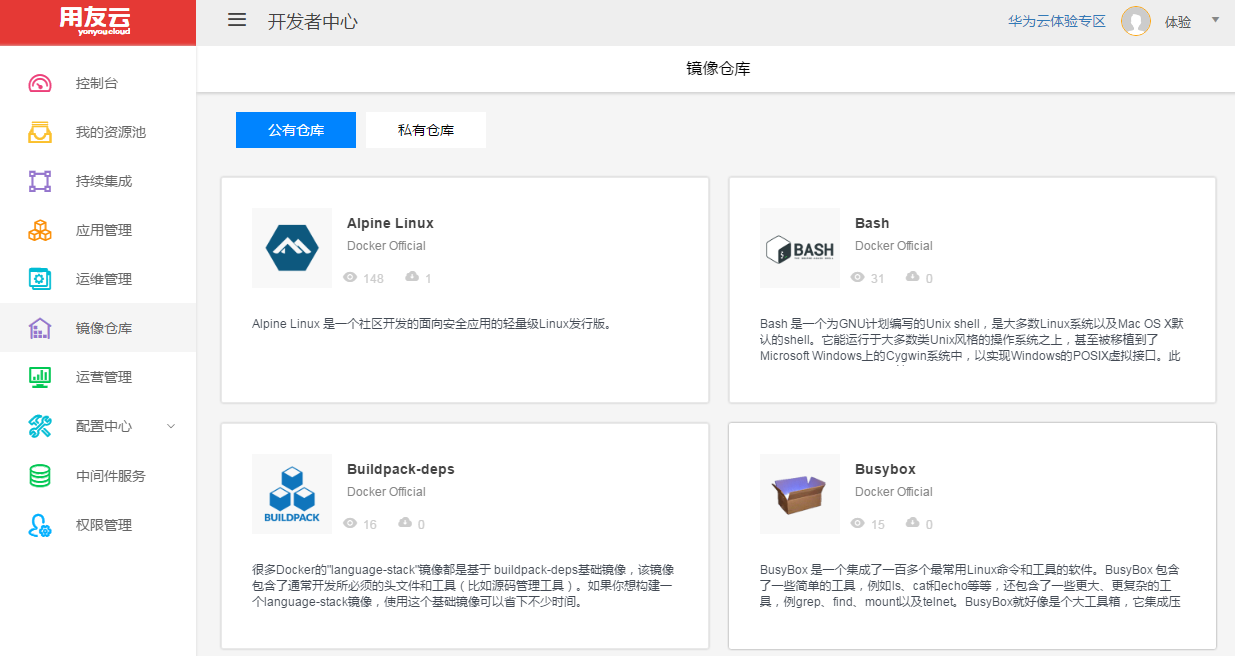 用友云
yonyoucloud
开发者中心
华为云体验专区
体验
控制台
我的资源池
持续集成
应用管理
运维管理
镜像仓库
运营管理
配置中心
中间件服务
权限管理
镜像仓库
公有仓库
私有仓库
Alpine Linux
Docker Official
148 1
Alpine Linux 是一个社区开发的面向安全应用的轻量级Linux发行版。
BASH
Bash
Docker Official
31 0
Bash 是一个为GNU计划编写的Unix shell，是大多数Linux系统以及Mac OS X默
认的shell。它能运行于大多数类Unix风格的操作系统之上，甚至被移植到了
Microsoft Windows上的Cygwin系统中，以实现Windows的POSIX虚拟接口。此
BUILDPACK
Buildpack-deps
Docker Official
16 0
很多Docker的"language-stack"镜像都是基于 buildpack-deps基础镜像，该镜像
包含了通常开发所必须的头文件和工具（比如源码管理工具）。如果你想构建一
个language-stack镜像，使用这个基础镜像可以省下不少时间。
Busybox
Docker Official
15 0
BusyBox 是一个集成了一百多个最常用Linux命令和工具的软件。BusyBox 包含
了一些简单的工具，例如ls、cat和echo等等，还包含了一些更大、更复杂的工
具，例grep、find、mount以及telnet。BusyBox就好像是个大工具箱，它集成压